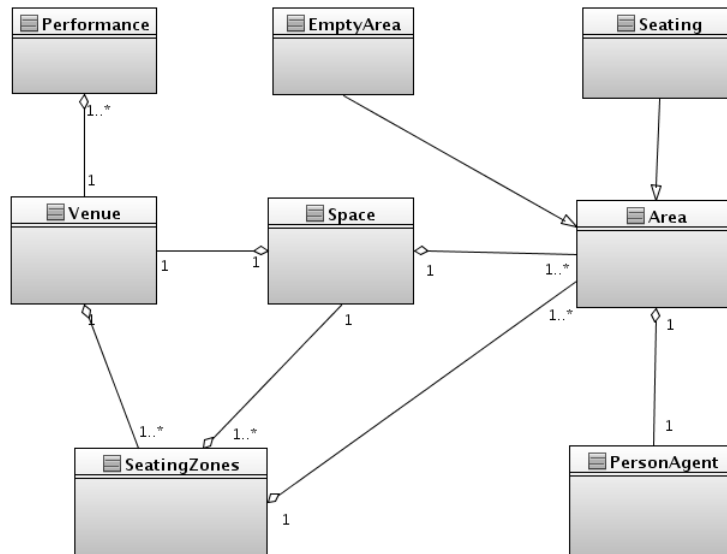 Performance
EmptyArea
Seating
1..*
1
Venue
Space
Area
1
1
1
1..*
1
1
1..*
1
1..*
1..*
1
SeatingZones
PersonAgent
1